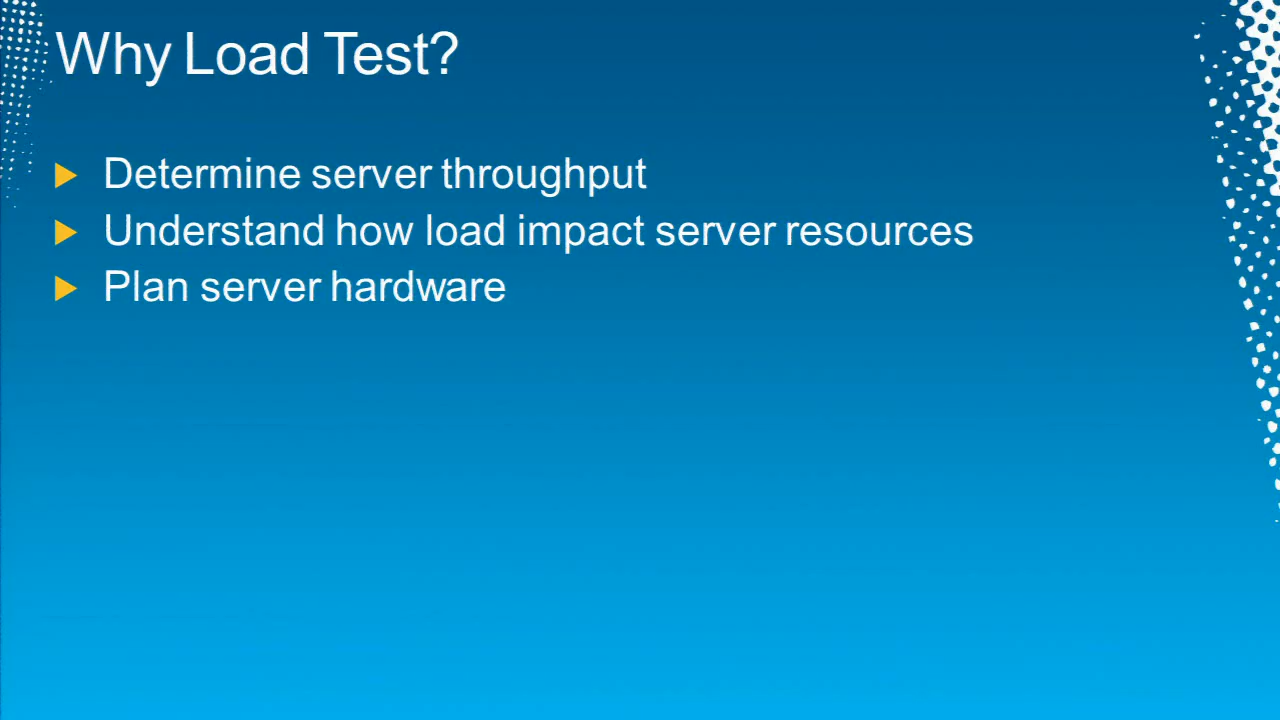 Why Load Test?
Determine server throughput
Understand how load impact server resources
Plan server hardware